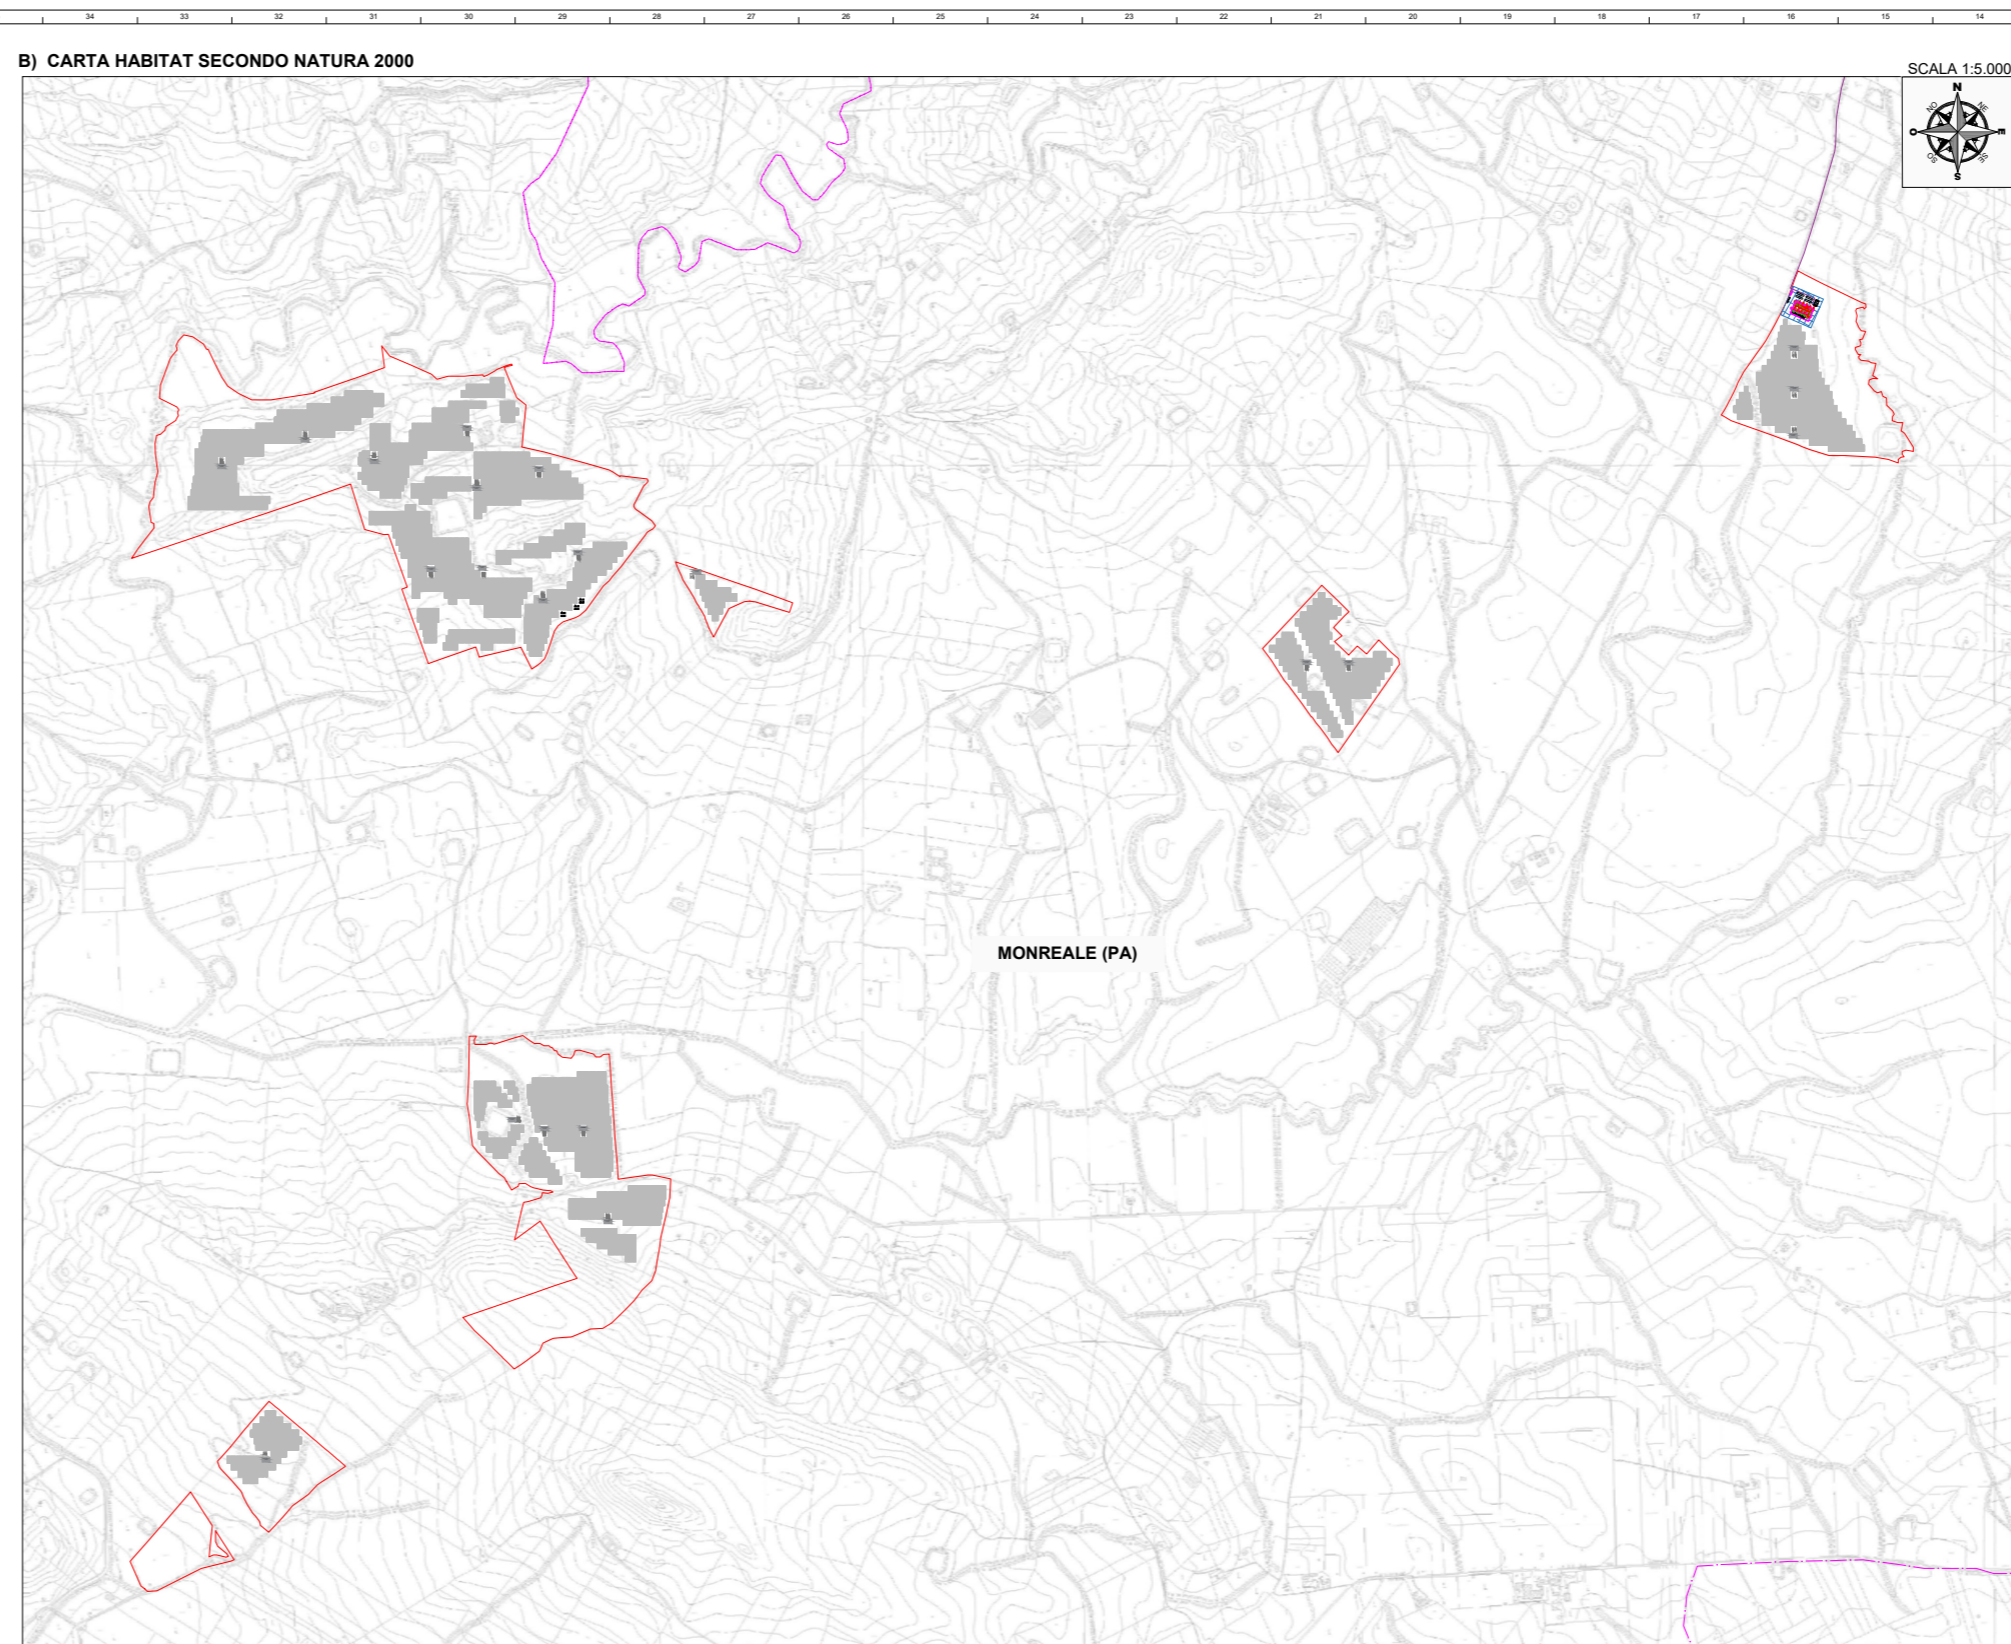 34 33 32 31 30 29 28 27 26 25 24 23 22 21 20 19 18 17 16 15 14
B) CARTA HABITAT SECONDO NATURA 2000
SCALA 1:5.000
N
NO NE
O E
SO SE
S
MONREALE (PA)